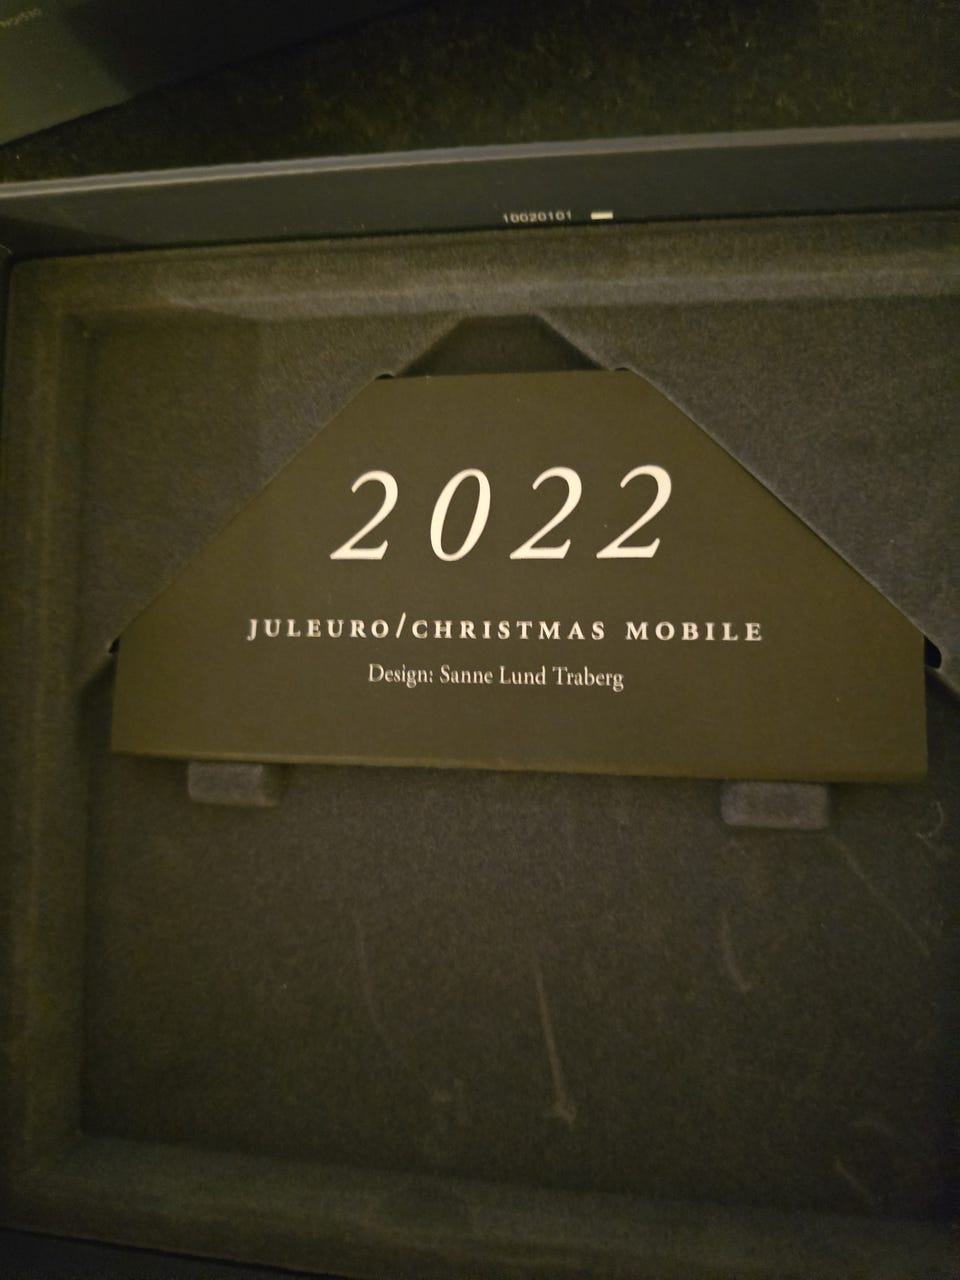 10020101
2022
JULEURO/CHRISTMAS MOBILE
Design: Sanne Lund Traberg